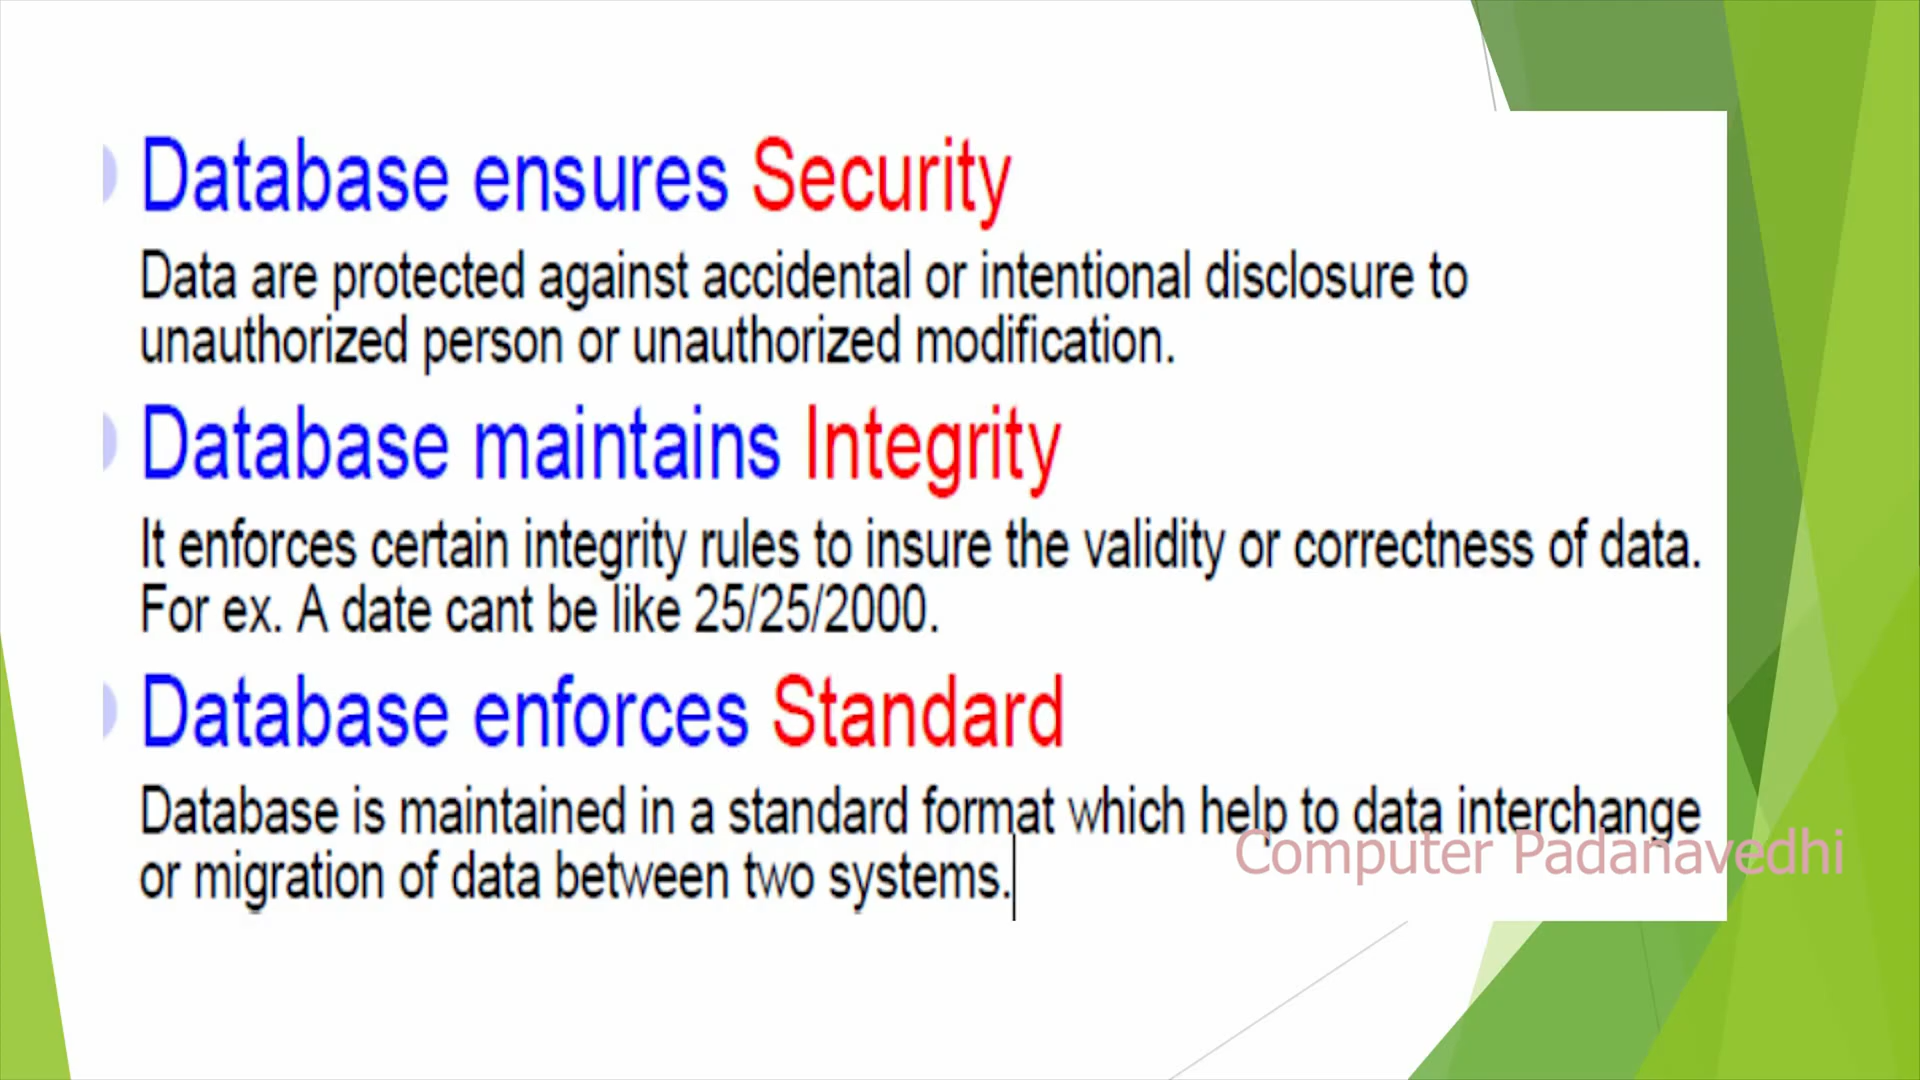 Database ensures Security
Data are protected against accidental or intentional disclosure to
unauthorized person or unauthorized modification.
Database maintains Integrity
It enforces certain integrity rules to insure the validity or correctness of data.
For ex. A date cant be like 25/25/2000.
Database enforces Standard
Database is maintained in a standard format which help to data interchange
or migration of data between two systems.
Computer Padanavedhi